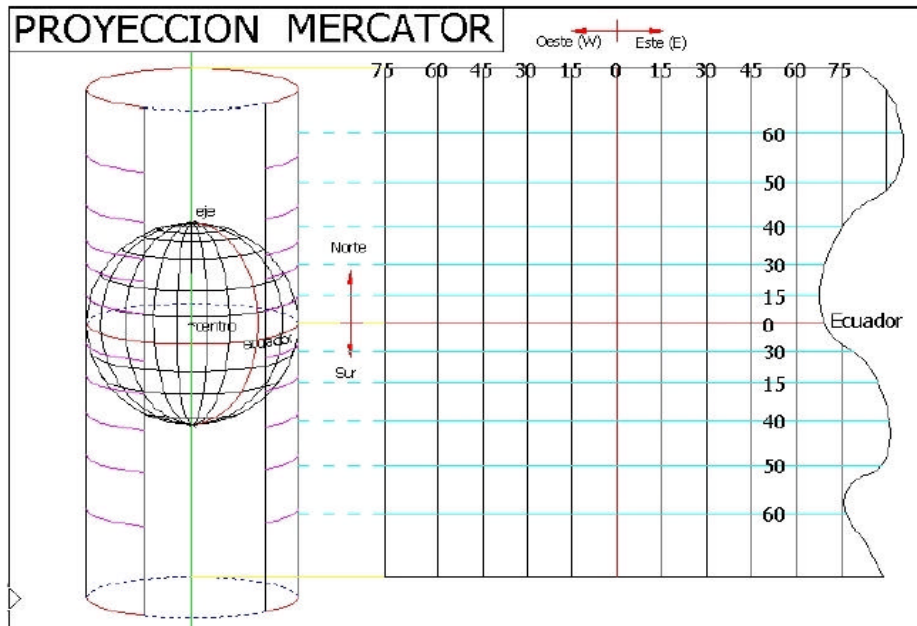 PROYECCION MERCATOR
Oeste (W) Este (E)
75 60 45 30 15 0 15 30 45 60 75
60
50
40
30
15
0 Ecuador
30
15
40
50
60
eje
Norte
centro
ecuador
Sur